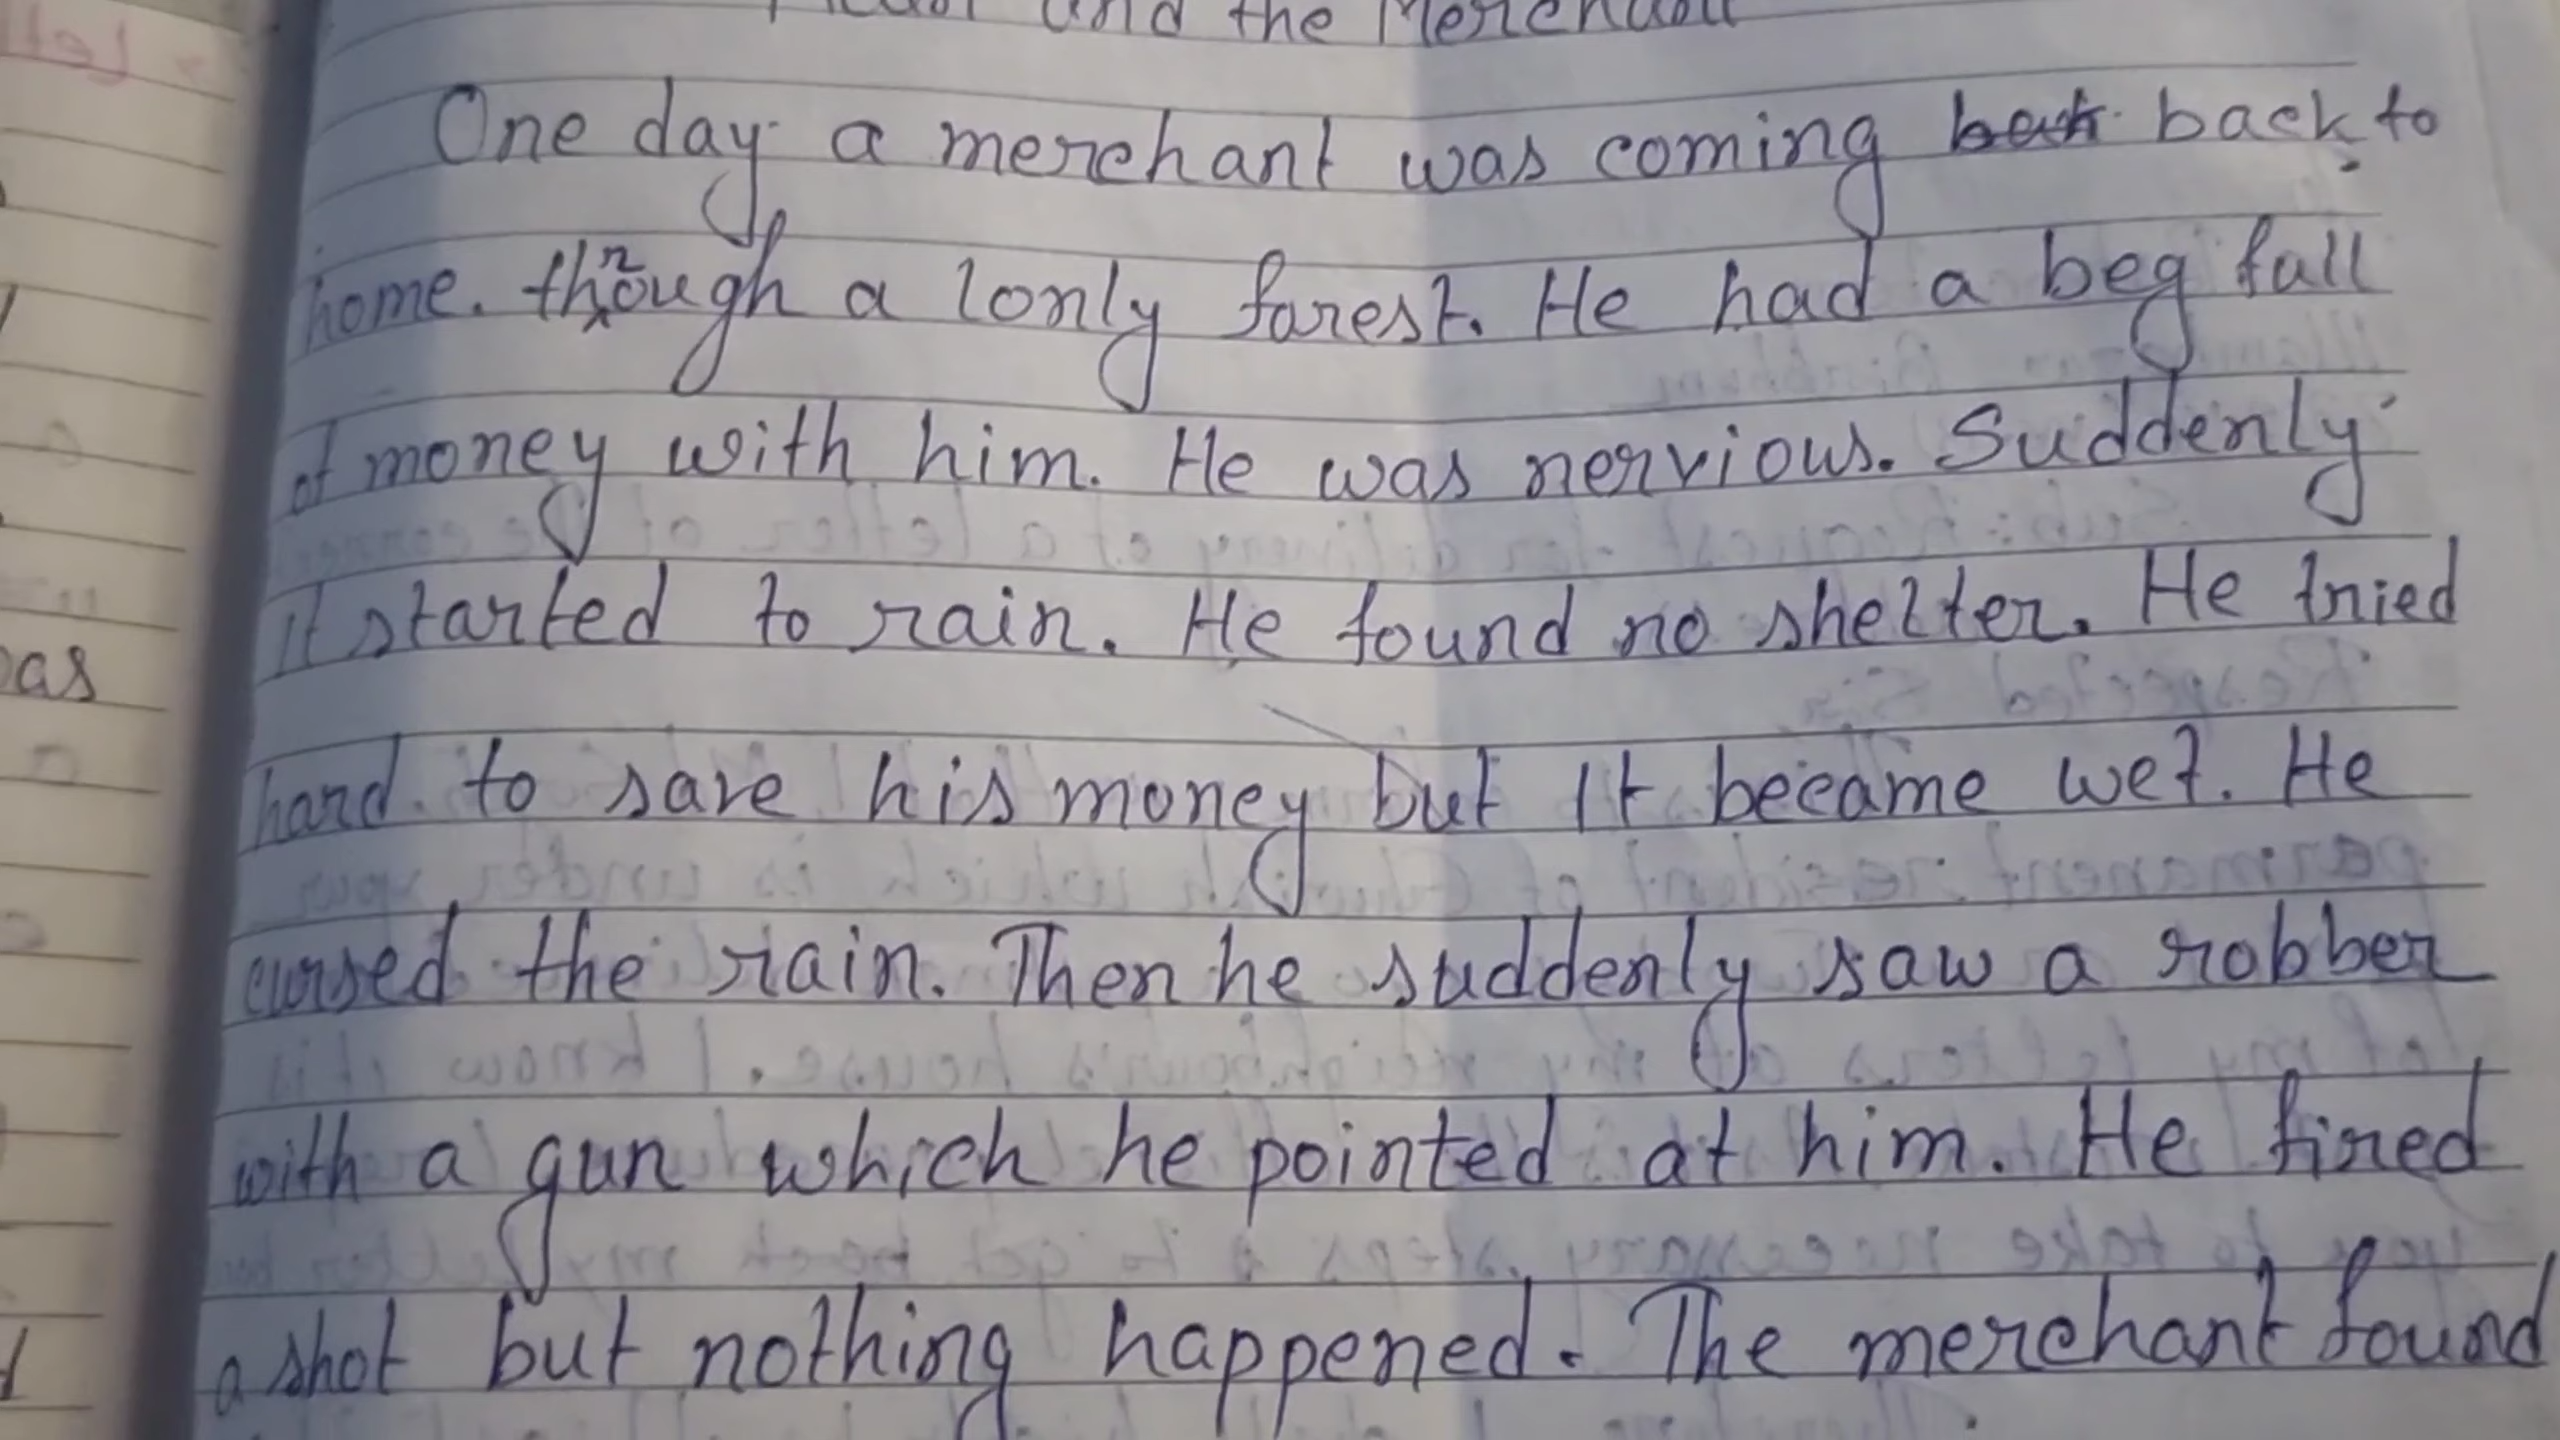 and the Merchant
One day a merchant was coming back back to
home. through a lonly farest. He had a beg fall
of money with him. He was nervious. Suddenly
It started to rain. He found no shelter. He tried
hard to save his money but It became wet. He
cursed the rain. Then he suddenly saw a robber
with a gun which he pointed at him. He fired
a shot but nothing happened. The merchant found